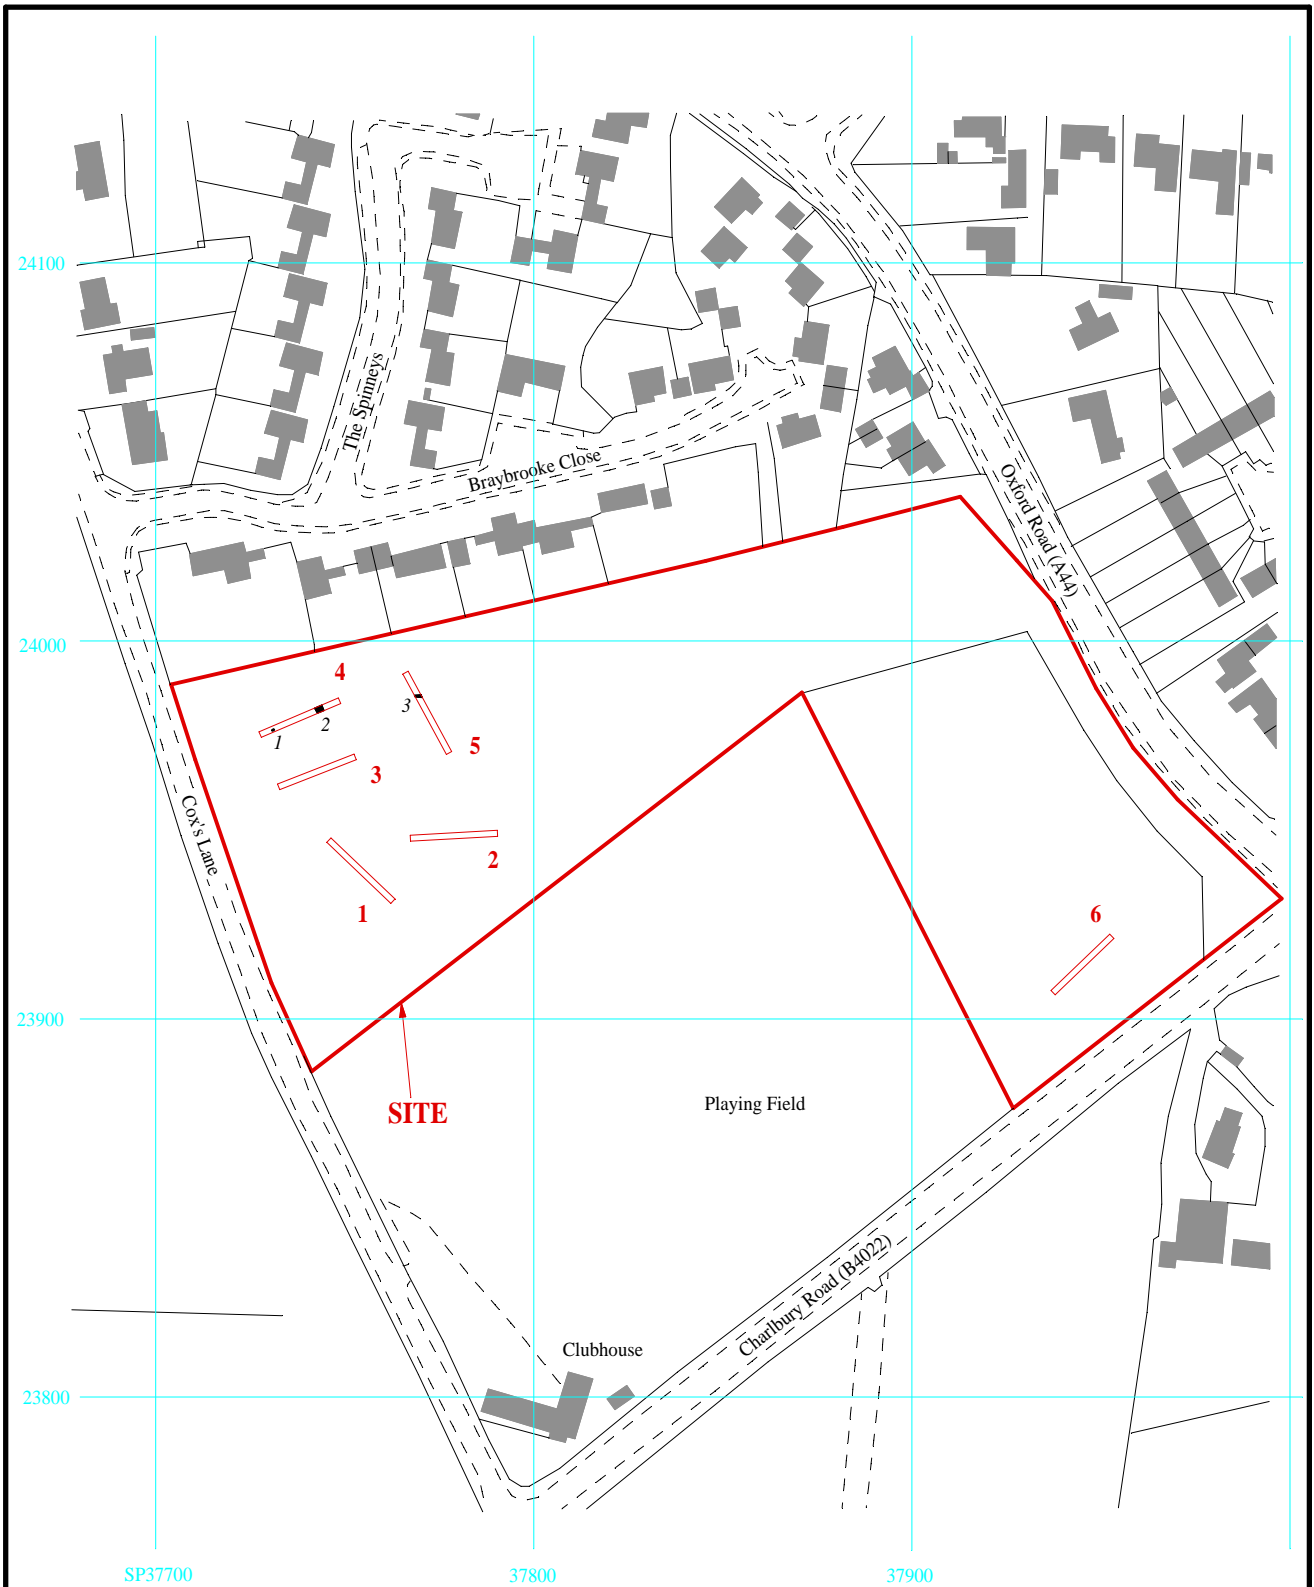 24100
The Spinneys
Braybrooke Close
Oxford Road (A44)
24000
4
3
2
1
5
3
Cox's Lane
2
1
6
23900
SITE
Playing Field
Charlbury Road (B4022)
Clubhouse
23800
SP37700
37800
37900